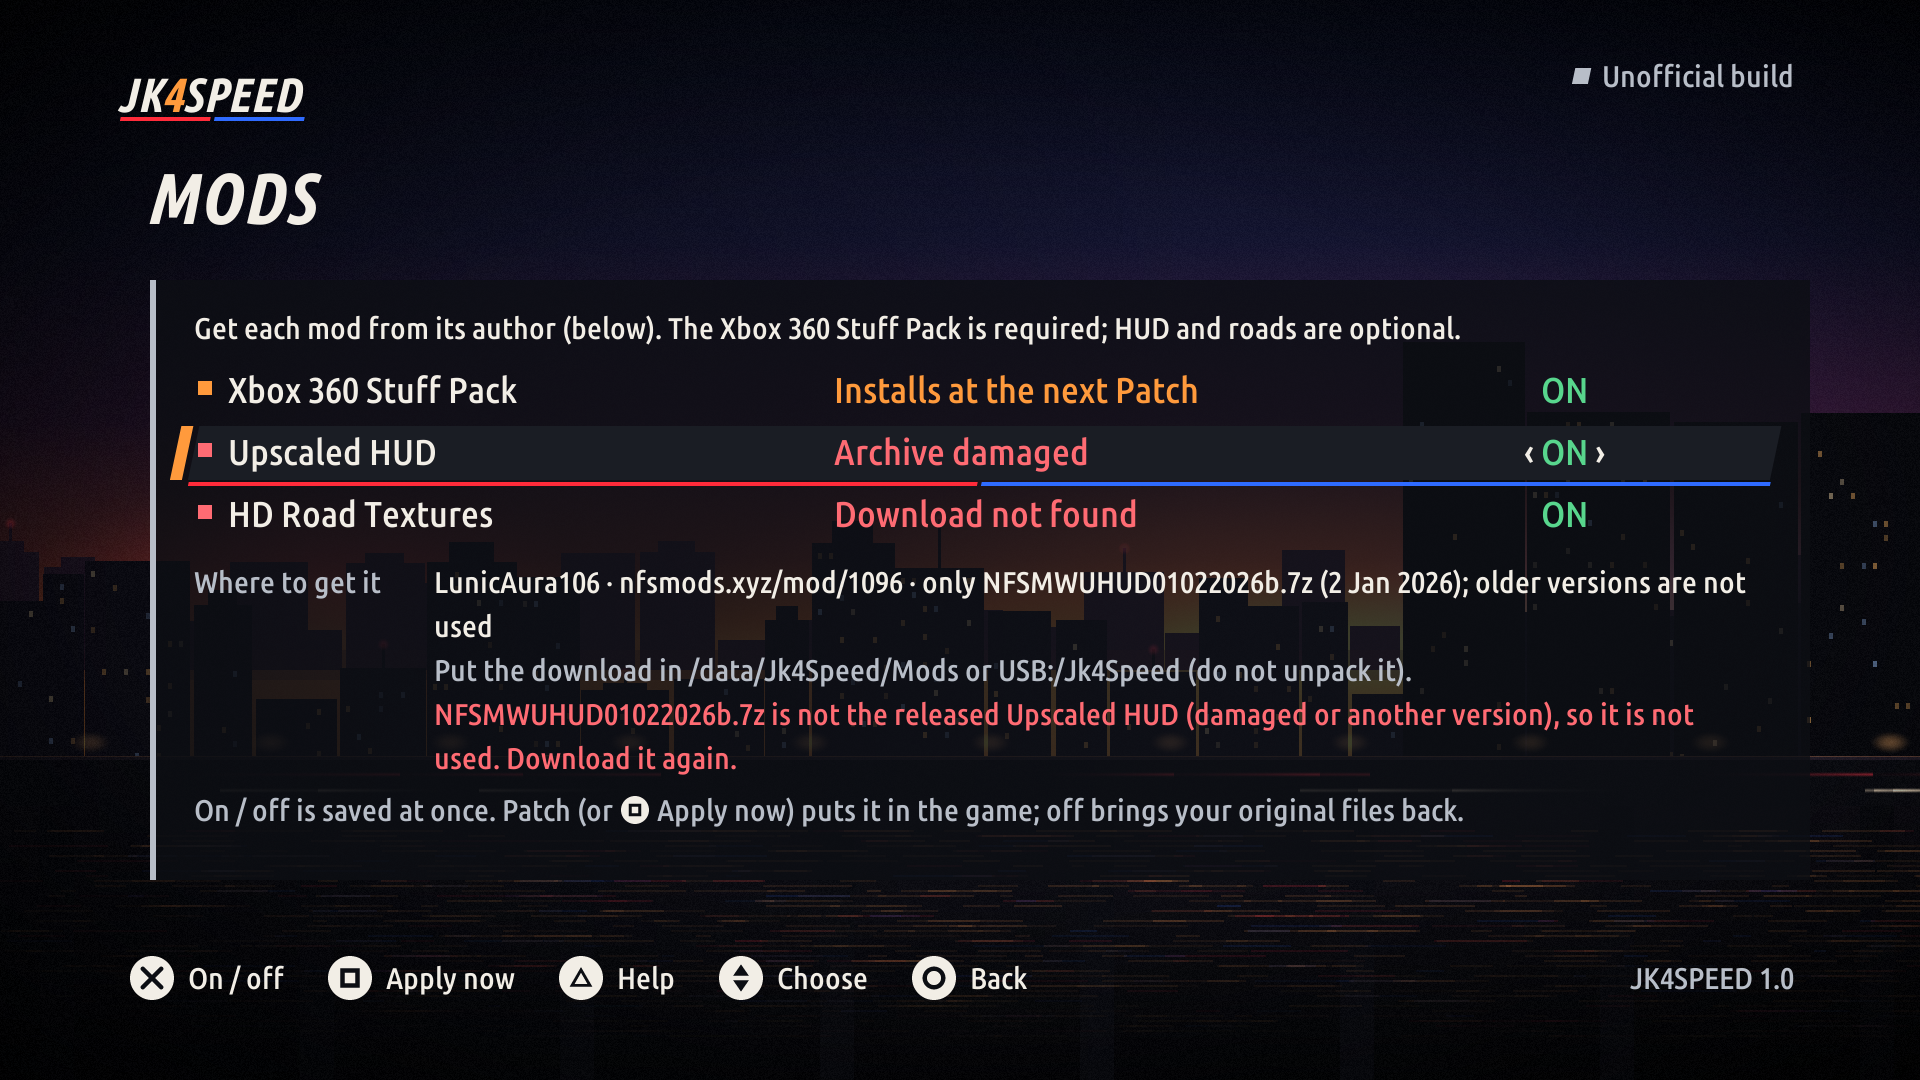 JK4SPEED
Unofficial build
MODS
Get each mod from its author (below). The Xbox 360 Stuff Pack is required; HUD and roads are optional.
Xbox 360 Stuff Pack Installs at the next Patch ON
Upscaled HUD Archive damaged ‹ ON ›
HD Road Textures Download not found ON
Where to get it LunicAura106 · nfsmods.xyz/mod/1096 · only NFSMWUHUD01022026b.7z (2 Jan 2026); older versions are not
used
Put the download in /data/Jk4Speed/Mods or USB:/Jk4Speed (do not unpack it).
NFSMWUHUD01022026b.7z is not the released Upscaled HUD (damaged or another version), so it is not
used. Download it again.
On / off is saved at once. Patch (or Apply now) puts it in the game; off brings your original files back.
On / off Apply now Help Choose Back JK4SPEED 1.0